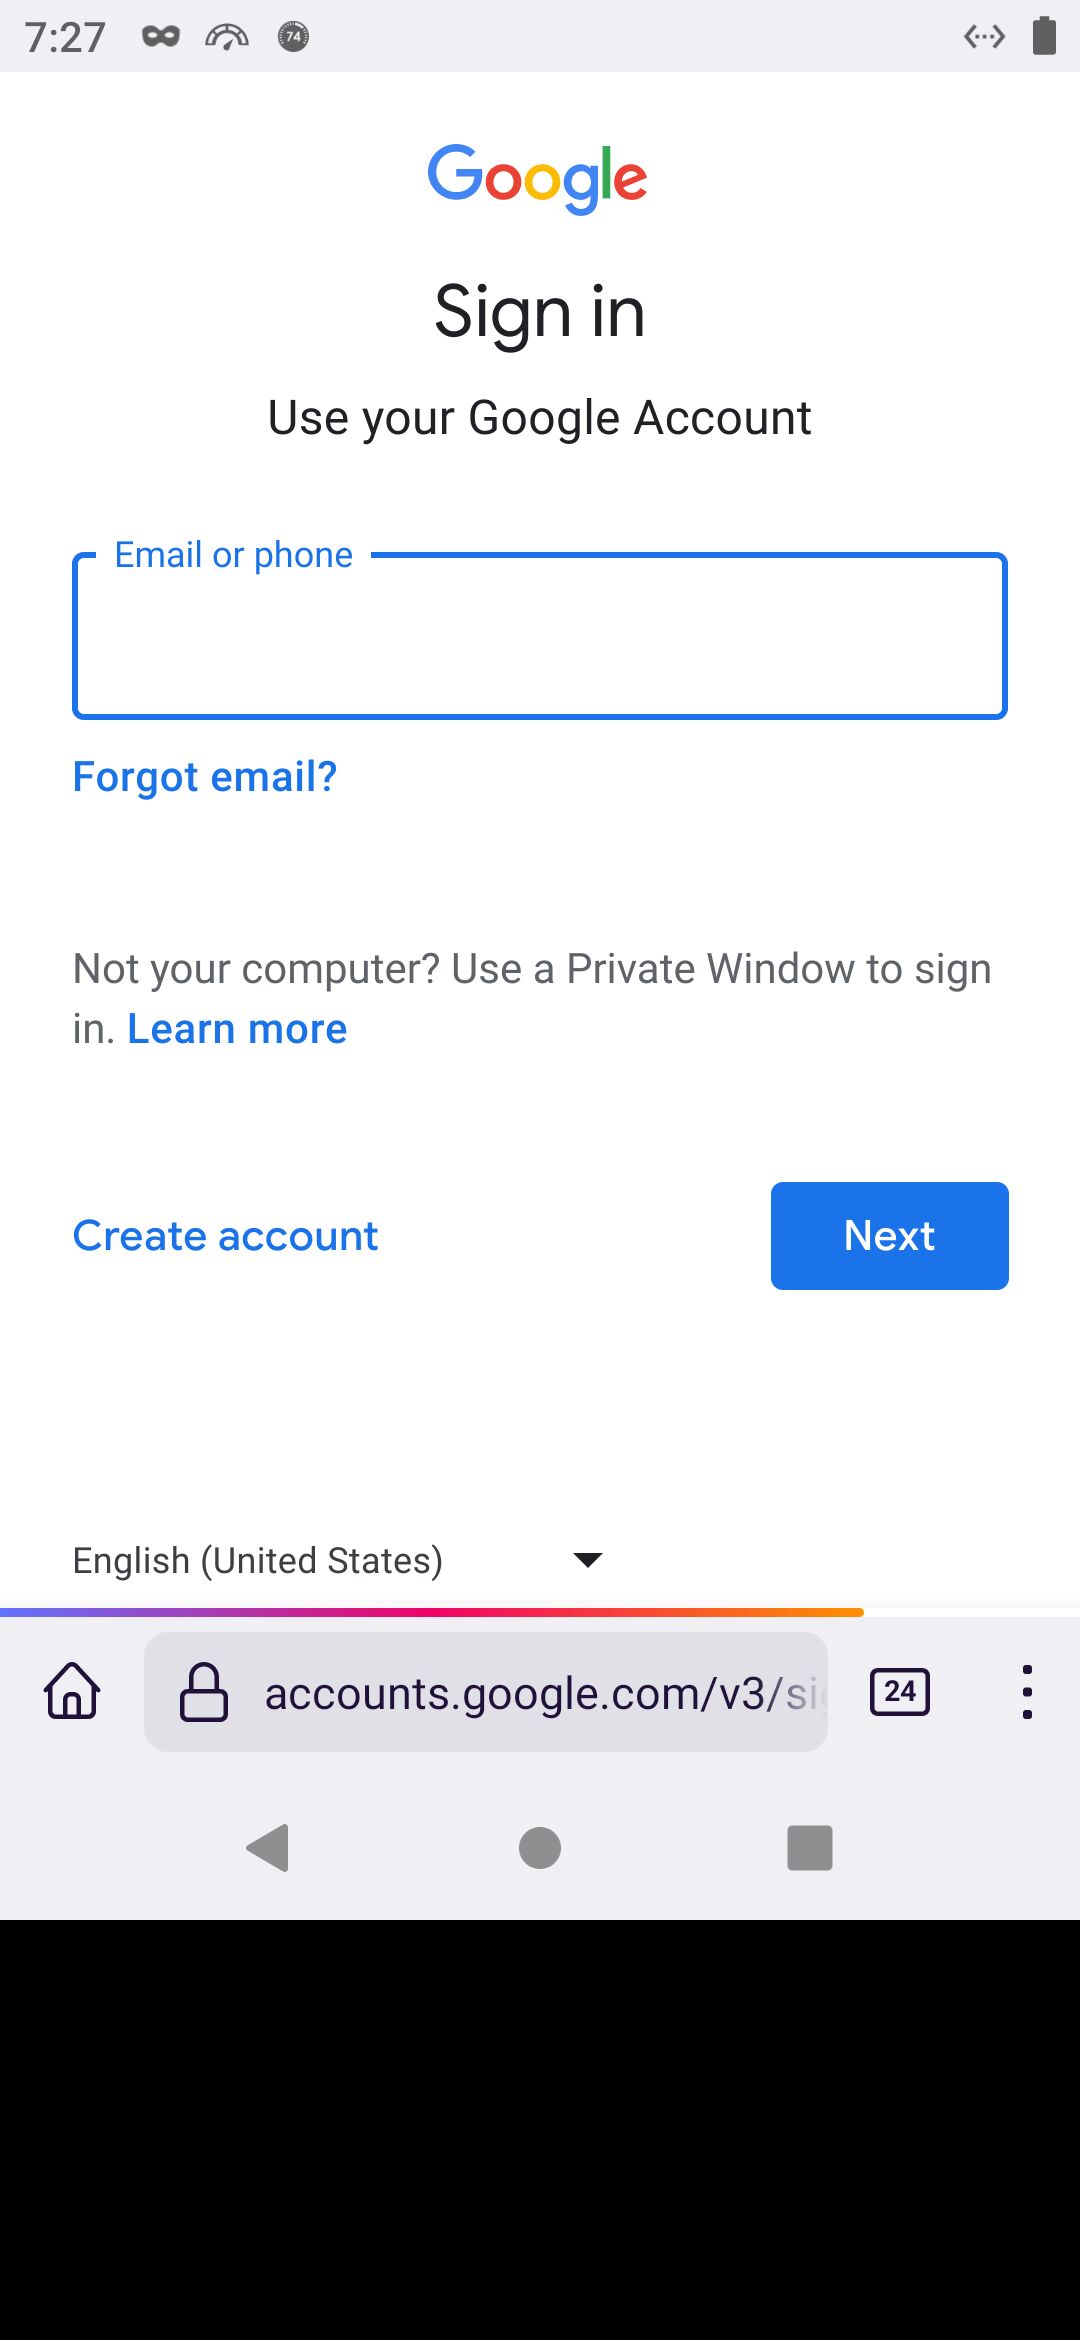 7:27
74
Google
Sign in
Use your Google Account
Email or phone
Forgot email?
Not your computer? Use a Private Window to sign
in. Learn more
Create account
Next
English (United States)
accounts.google.com/v3/si
24